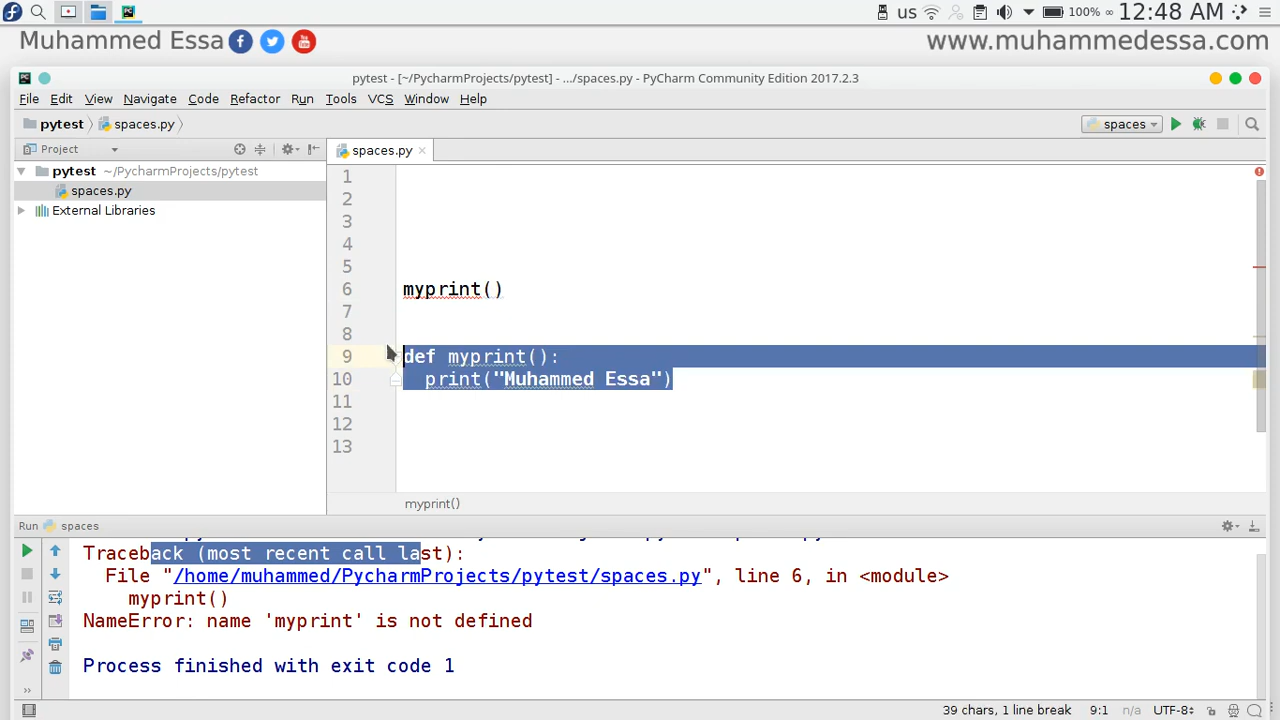 us 100% 12:48 AM
Muhammed Essa www.muhammedessa.com
pytest - [~/PycharmProjects/pytest] - .../spaces.py - PyCharm Community Edition 2017.2.3
File Edit View Navigate Code Refactor Run Tools VCS Window Help
pytest spaces.py spaces
Project spaces.py
pytest ~/PycharmProjects/pytest
spaces.py
External Libraries
1
2
3
4
5
6 myprint()
7
8
9 def myprint():
10 print("Muhammed Essa")
11
12
13
myprint()
Run spaces
Traceback (most recent call last):
File "/home/muhammed/PycharmProjects/pytest/spaces.py", line 6, in <module>
myprint()
NameError: name 'myprint' is not defined
Process finished with exit code 1
39 chars, 1 line break 9:1 n/a UTF-8